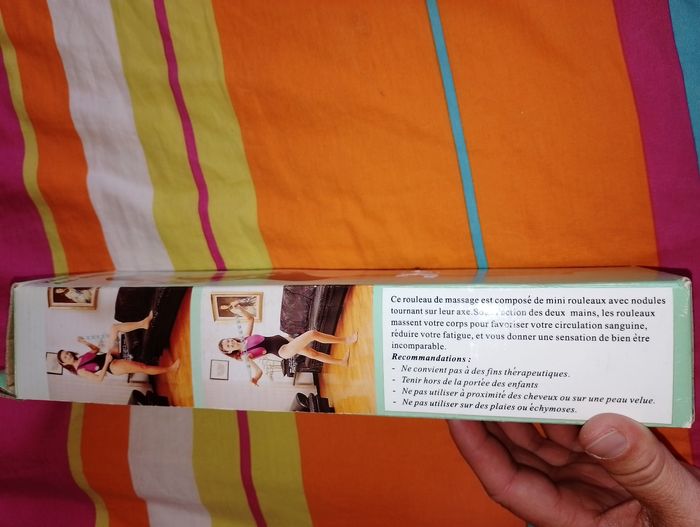 Ce rouleau de massage est composé de mini rouleaux avec nodules
tournant sur leur axe. action des deux mains, les rouleaux
massent votre corps pour favoriser votre circulation sanguine,
réduire votre fatigue, et vous donner une sensation de bien être
incomparable.
Recommandations :
- Ne convient pas à des fins thérapeutiques.
- Tenir hors de la portée des enfants
- Ne pas utiliser à proximité des cheveux ou sur une peau velue.
- Ne pas utiliser sur des plaies ou échymoses.